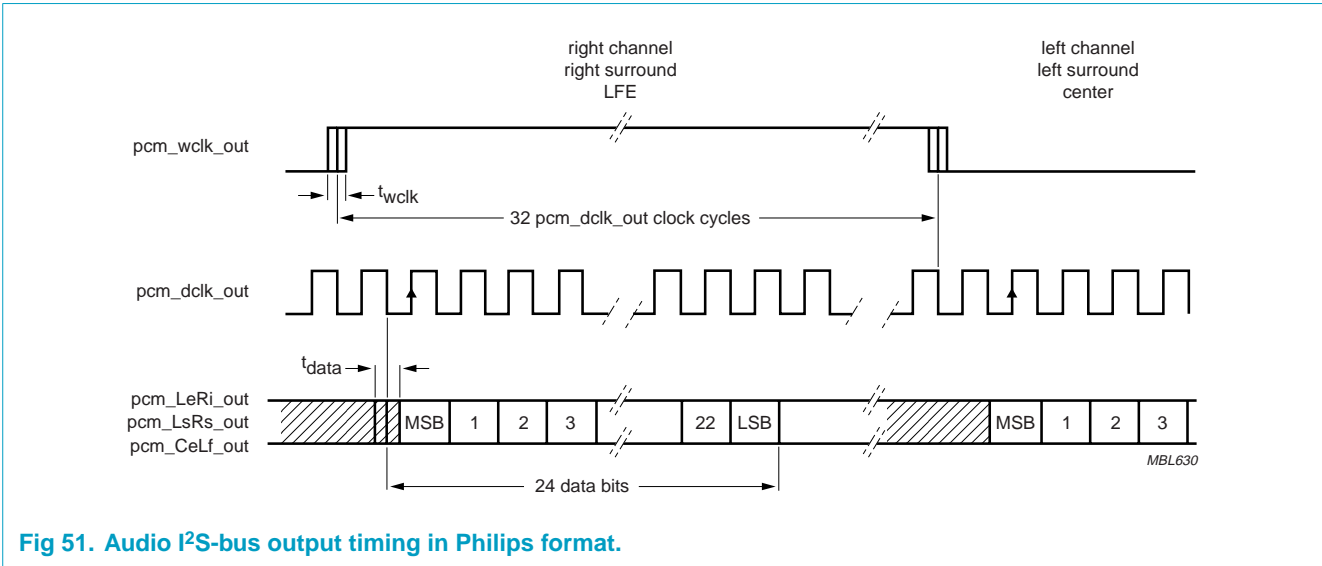 right channel
right surround
LFE
left channel
left surround
center
pcm_wclk_out
twclk
32 pcm_dclk_out clock cycles
pcm_dclk_out
tdata
pcm_LeRi_out
pcm_LsRs_out
pcm_CeLf_out
MSB 1 2 3 22 LSB MSB 1 2 3
MBL630
24 data bits
Fig 51. Audio I²S-bus output timing in Philips format.